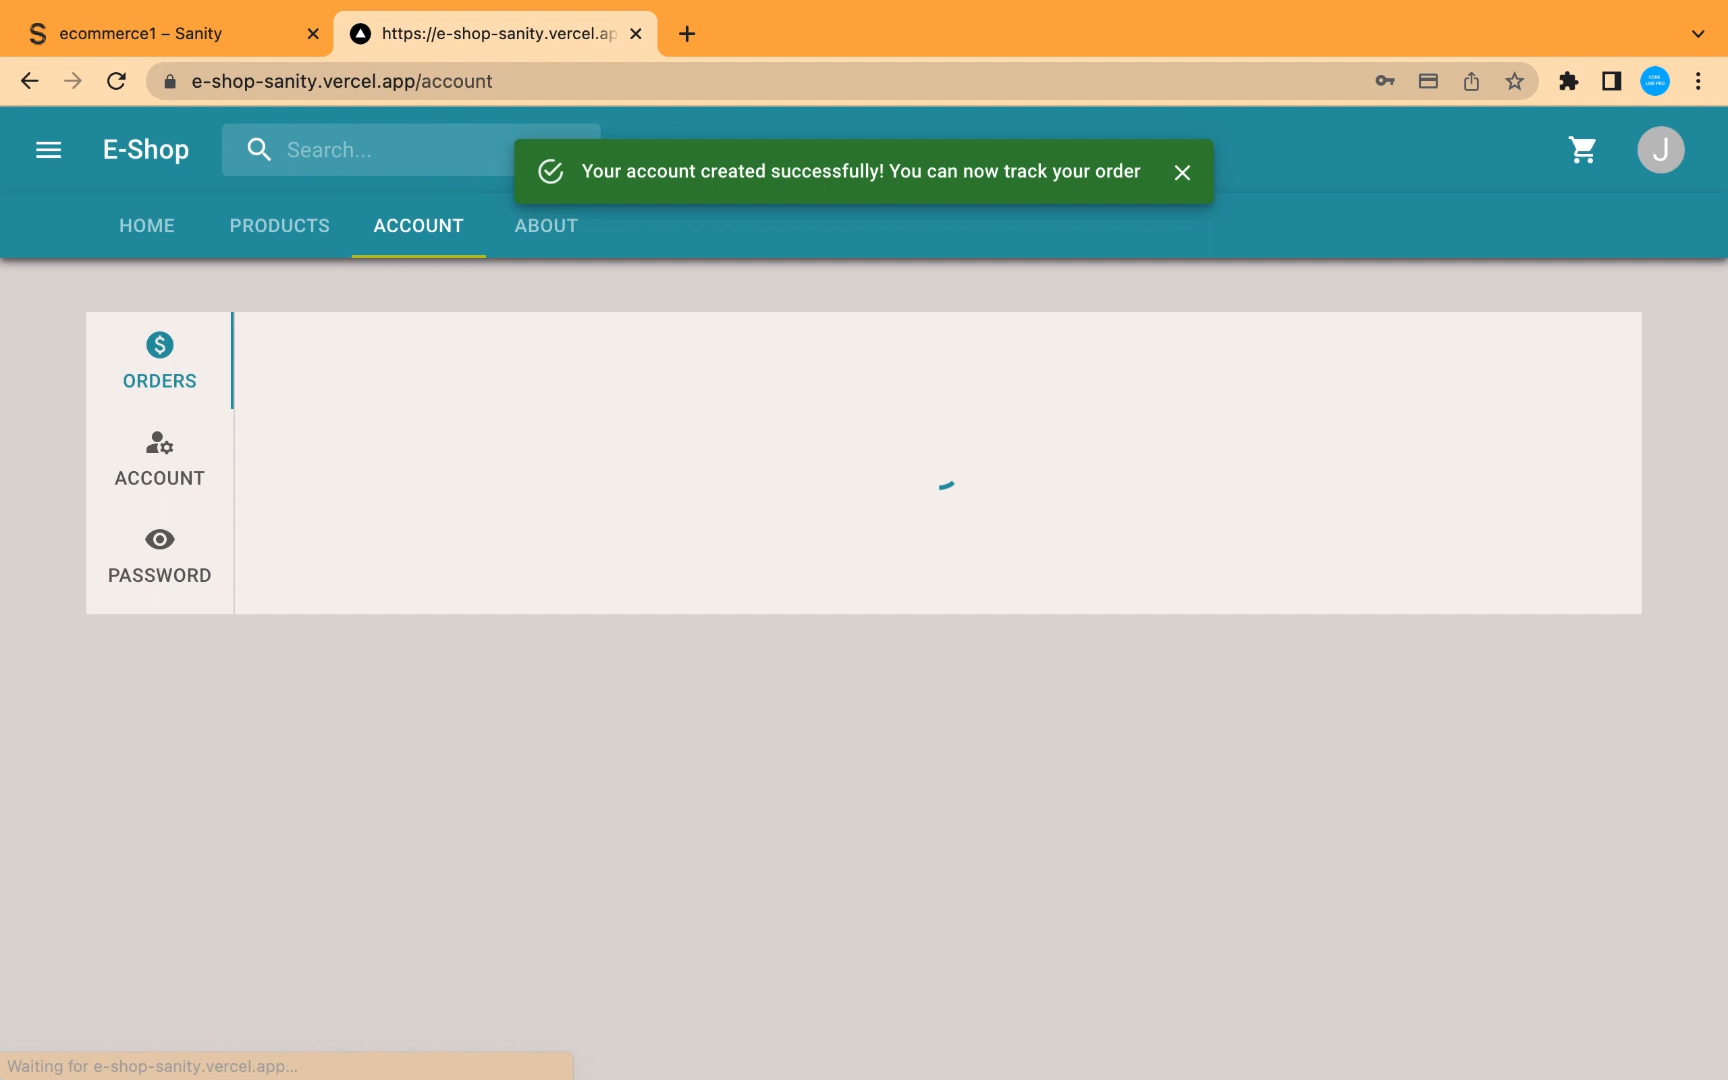 ecommerce1 – Sanity
https://e-shop-sanity.vercel.ap
e-shop-sanity.vercel.app/account
E-Shop
Search...
Your account created successfully! You can now track your order
J
HOME
PRODUCTS
ACCOUNT
ABOUT
ORDERS
ACCOUNT
PASSWORD
Waiting for e-shop-sanity.vercel.app...